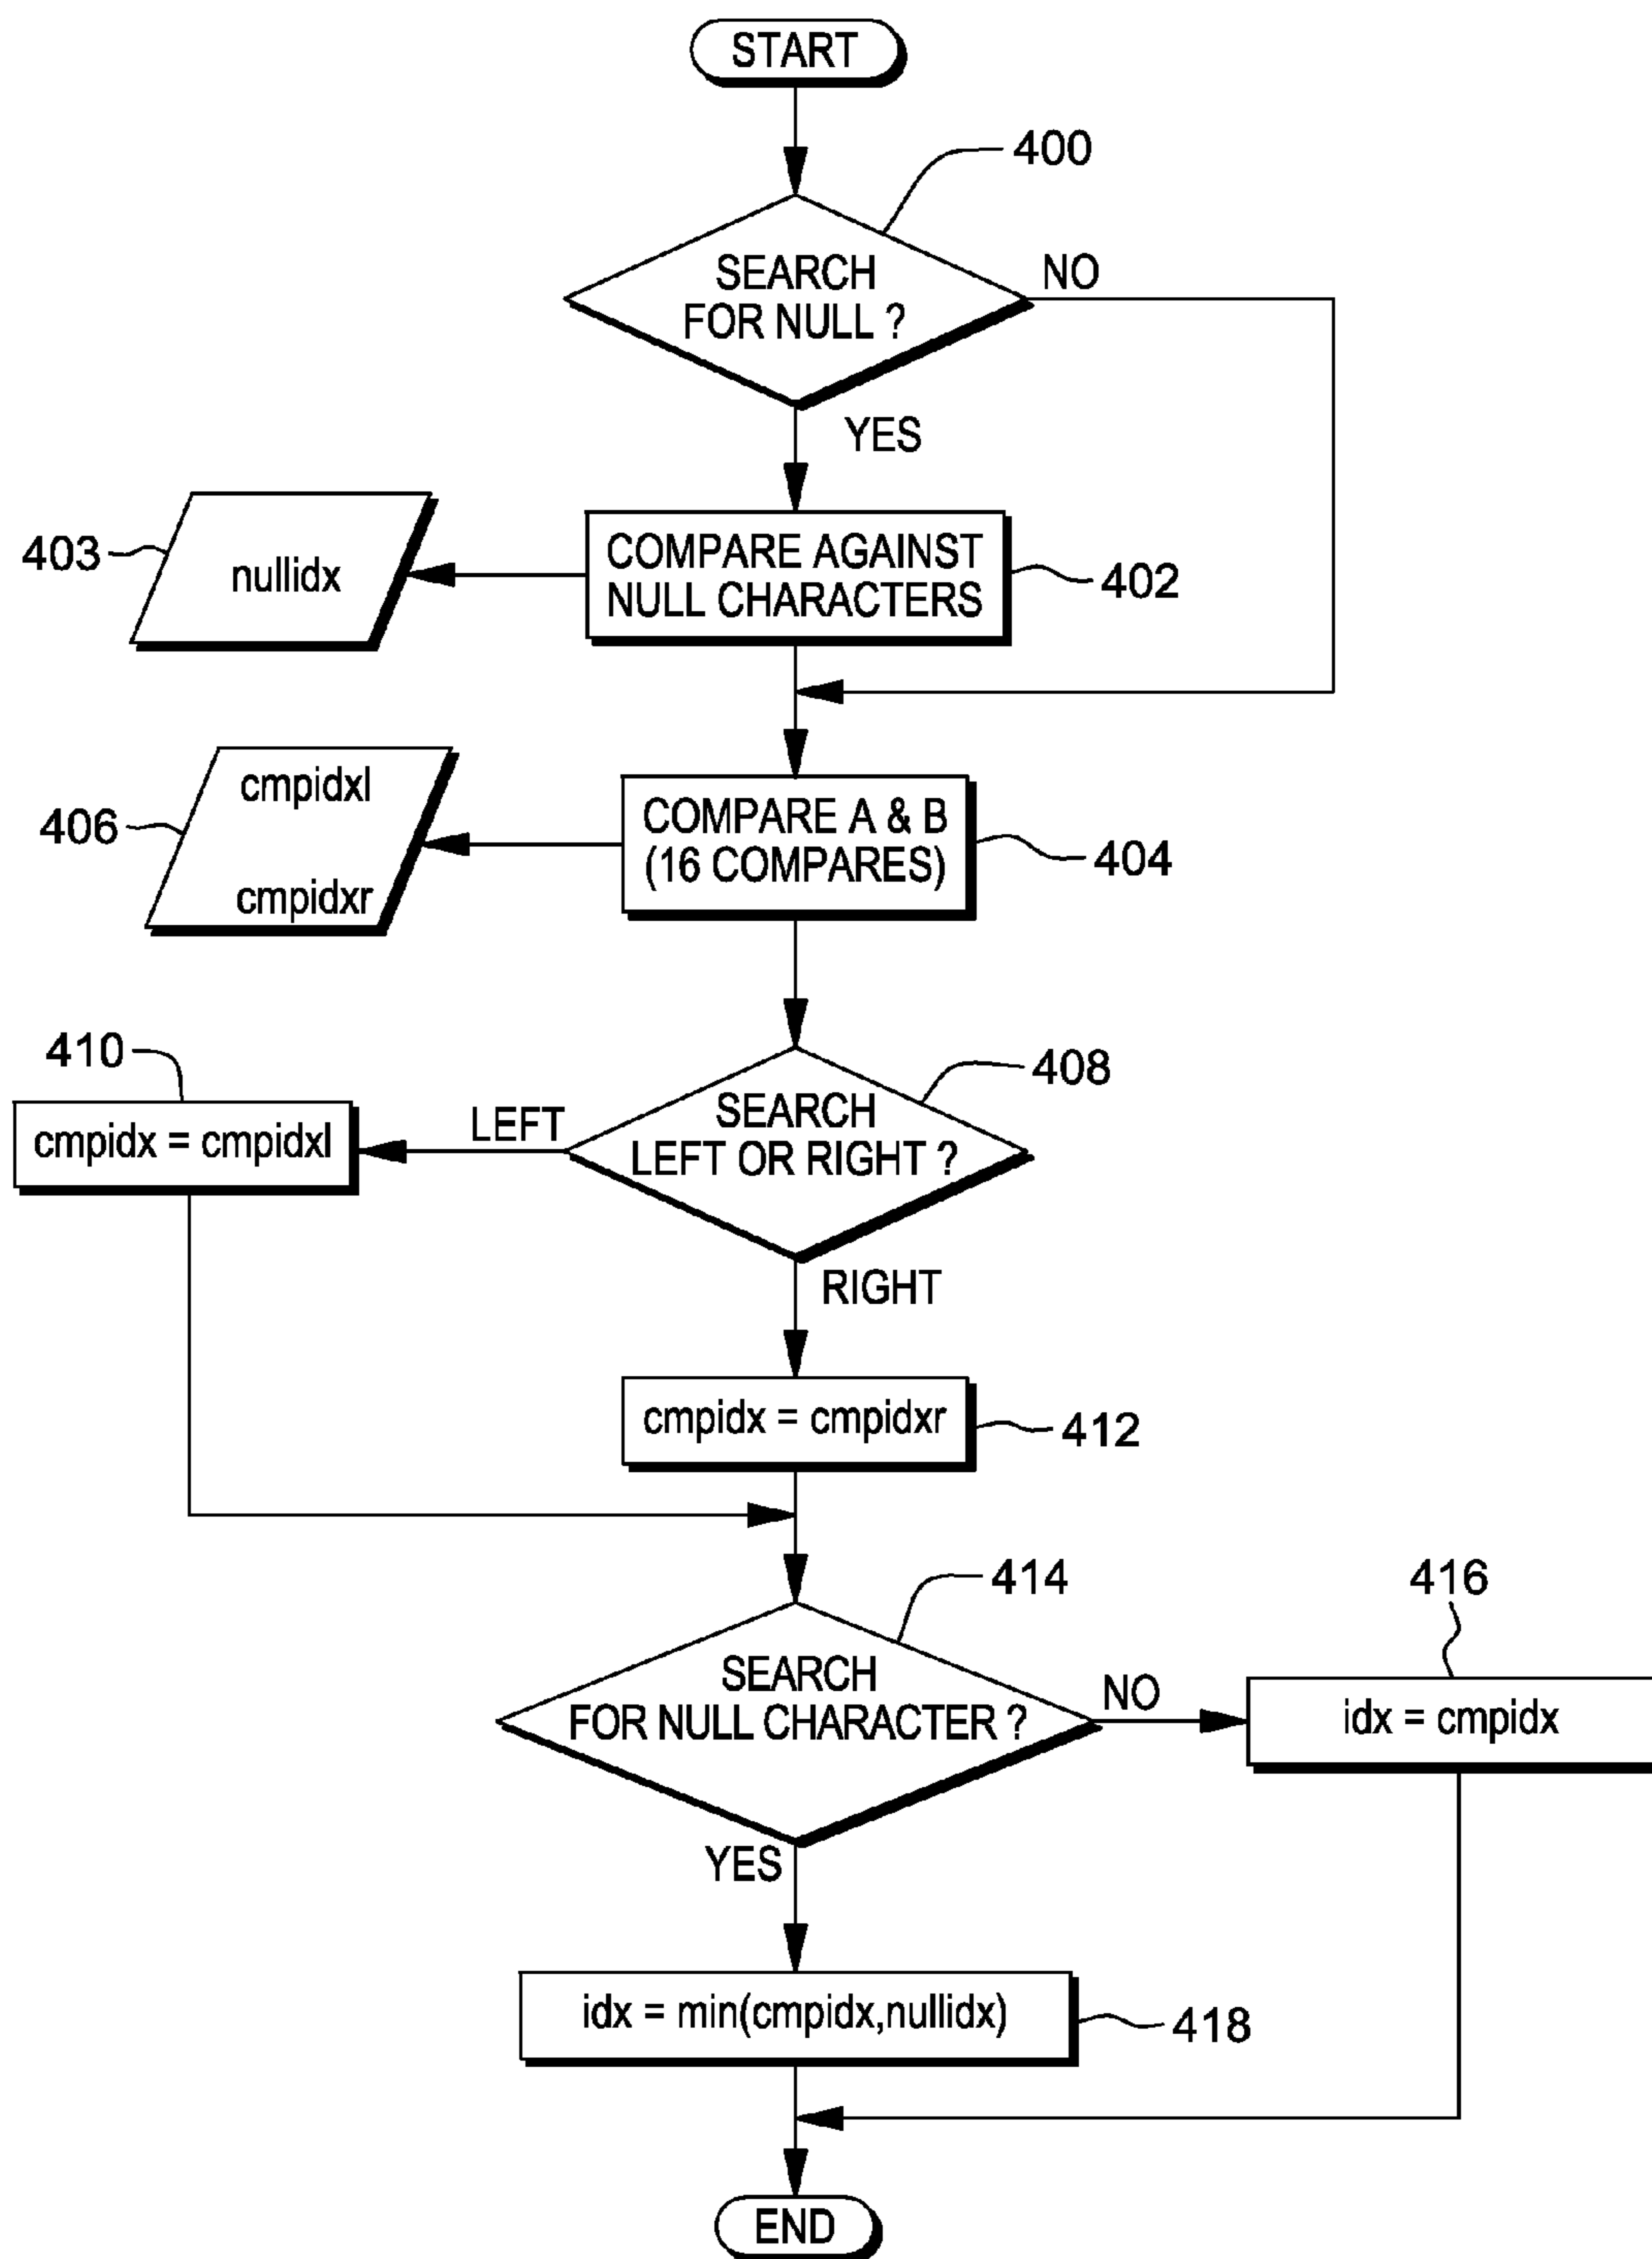 START
400
SEARCH
FOR NULL ?
NO
YES
403
nullidx
COMPARE AGAINST
NULL CHARACTERS
402
406
cmpidxl
cmpidxr
COMPARE A & B
(16 COMPARES)
404
410
cmpidx = cmpidxl
LEFT
SEARCH
LEFT OR RIGHT ?
408
RIGHT
cmpidx = cmpidxr
412
414
SEARCH
FOR NULL CHARACTER ?
NO
416
idx = cmpidx
YES
idx = min(cmpidx,nullidx)
418
END